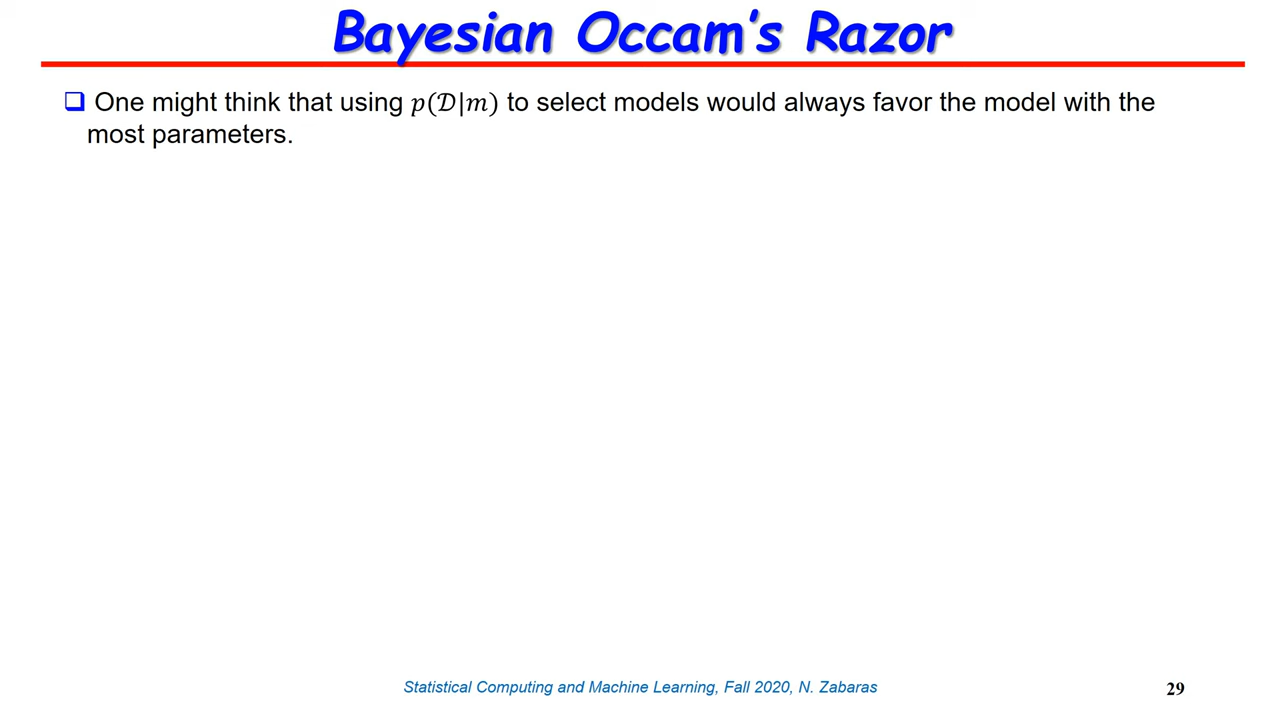 Bayesian Occam's Razor
❑ One might think that using 𝑝(𝒟|𝑚) to select models would always favor the model with the
most parameters.
Statistical Computing and Machine Learning, Fall 2020, N. Zabaras
29